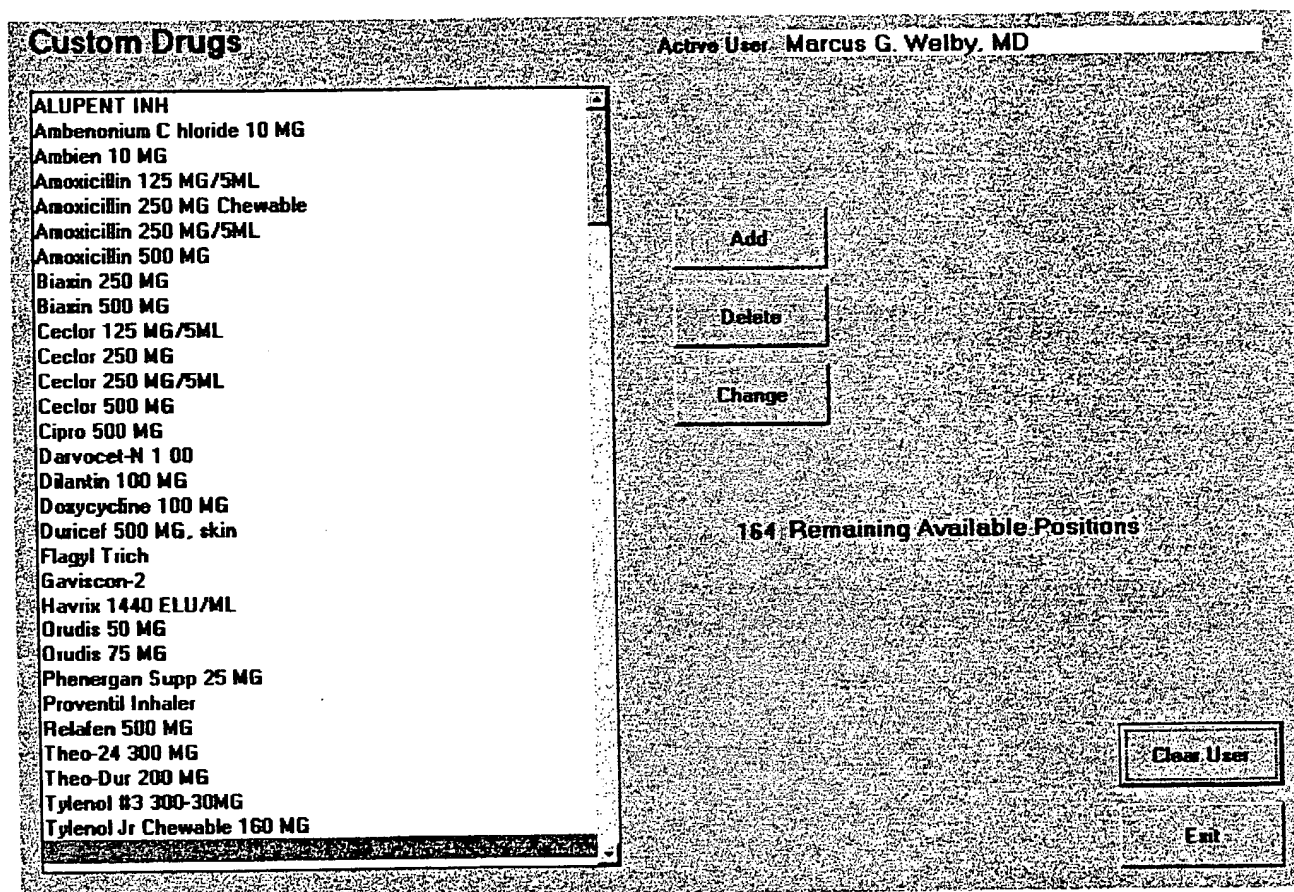 Custom Drugs
Active User Marcus G. Welby, MD
ALUPENT INH
Ambenonium C hloride 10 MG
Ambien 10 MG
Amoxicillin 125 MG/5ML
Amoxicillin 250 MG Chewable
Amoxicillin 250 MG/5ML
Amoxicillin 500 MG
Biaxin 250 MG
Biaxin 500 MG
Ceclor 125 MG/5ML
Ceclor 250 MG
Ceclor 250 MG/5ML
Ceclor 500 MG
Cipro 500 MG
Darvocet-N 1 00
Dilantin 100 MG
Doxycycline 100 MG
Duricef 500 MG, skin
Flagyl Trich
Gaviscon-2
Havrix 1440 ELU/ML
Orudis 50 MG
Orudis 75 MG
Phenergan Supp 25 MG
Proventil Inhaler
Relafen 500 MG
Theo-24 300 MG
Theo-Dur 200 MG
Tylenol #3 300-30MG
Tylenol Jr Chewable 160 MG
Add
Delete
Change
164 Remaining Available Positions
Clear User
Exit